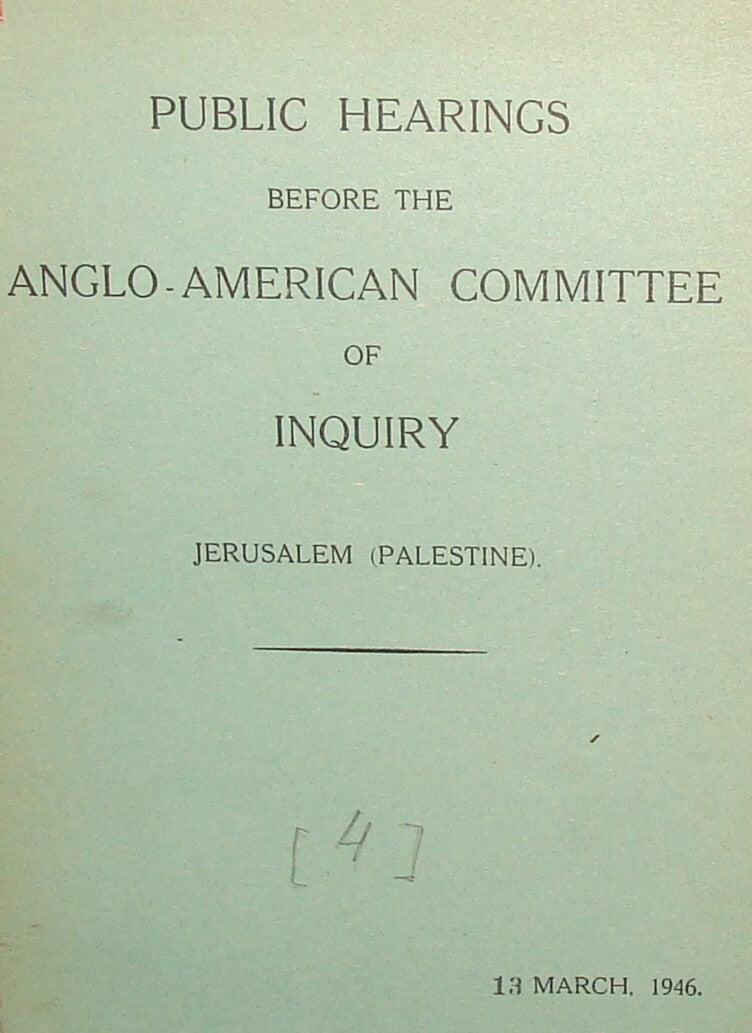 PUBLIC HEARINGS
BEFORE THE
ANGLO-AMERICAN COMMITTEE
OF
INQUIRY
JERUSALEM (PALESTINE).
[4]
13 MARCH, 1946.